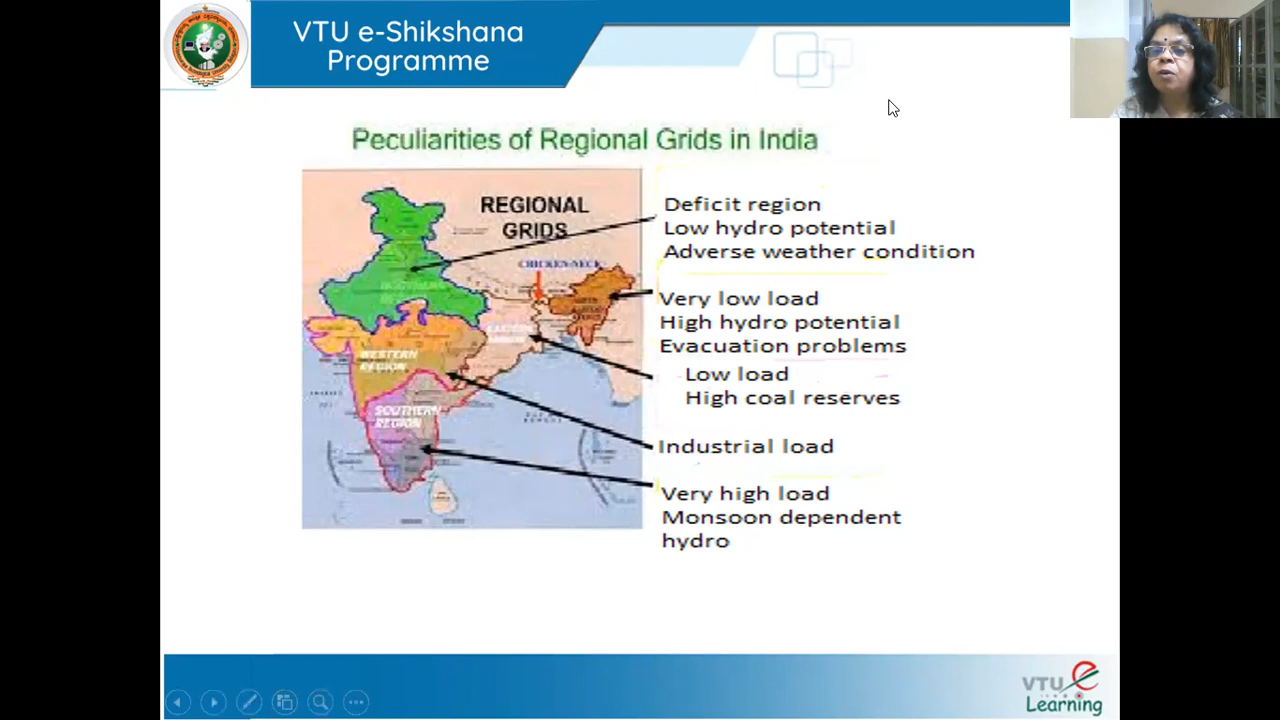 VTU e-Shikshana
Programme
Peculiarities of Regional Grids in India
REGIONAL
GRIDS
CHICKEN-NECK
WESTERN
REGION
SOUTHERN
REGION
Deficit region
Low hydro potential
Adverse weather condition
Very low load
High hydro potential
Evacuation problems
Low load
High coal reserves
Industrial load
Very high load
Monsoon dependent
hydro
VTU e
Learning